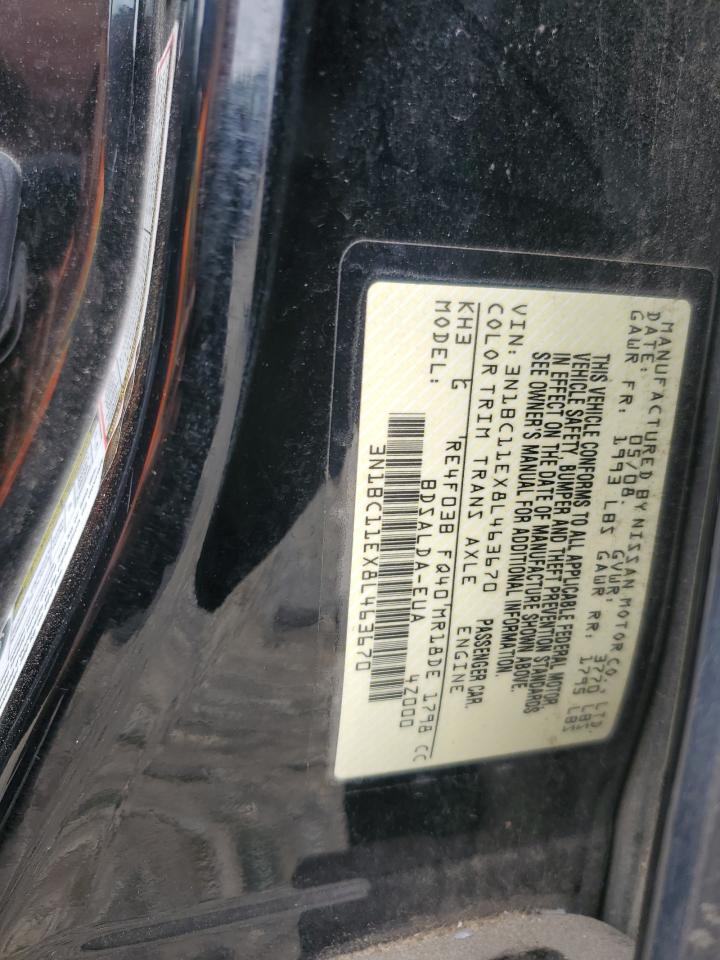 MANUFACTURED BY NISSAN MOTOR CO., LTD.
DATE: 05/08. GVWR: 3770 LBS
GAWR FR: 1993 LBS GAWR RR: 1795 LBS
THIS VEHICLE CONFORMS TO ALL APPLICABLE FEDERAL MOTOR
VEHICLE SAFETY, BUMPER AND THEFT PREVENTION STANDARDS
IN EFFECT ON THE DATE OF MANUFACTURE SHOWN ABOVE.
SEE OWNER'S MANUAL FOR ADDITIONAL INFORMATION.
VIN: 3N1BC11EX8L463670 PASSENGER CAR.
COLOR TRIM TRANS AXLE ENGINE
KH3 G RE4F03B FQ40 MR18DE 1798 CC
MODEL: BDSALDA-EUA 4Z000
3N1BC11EX8L463670